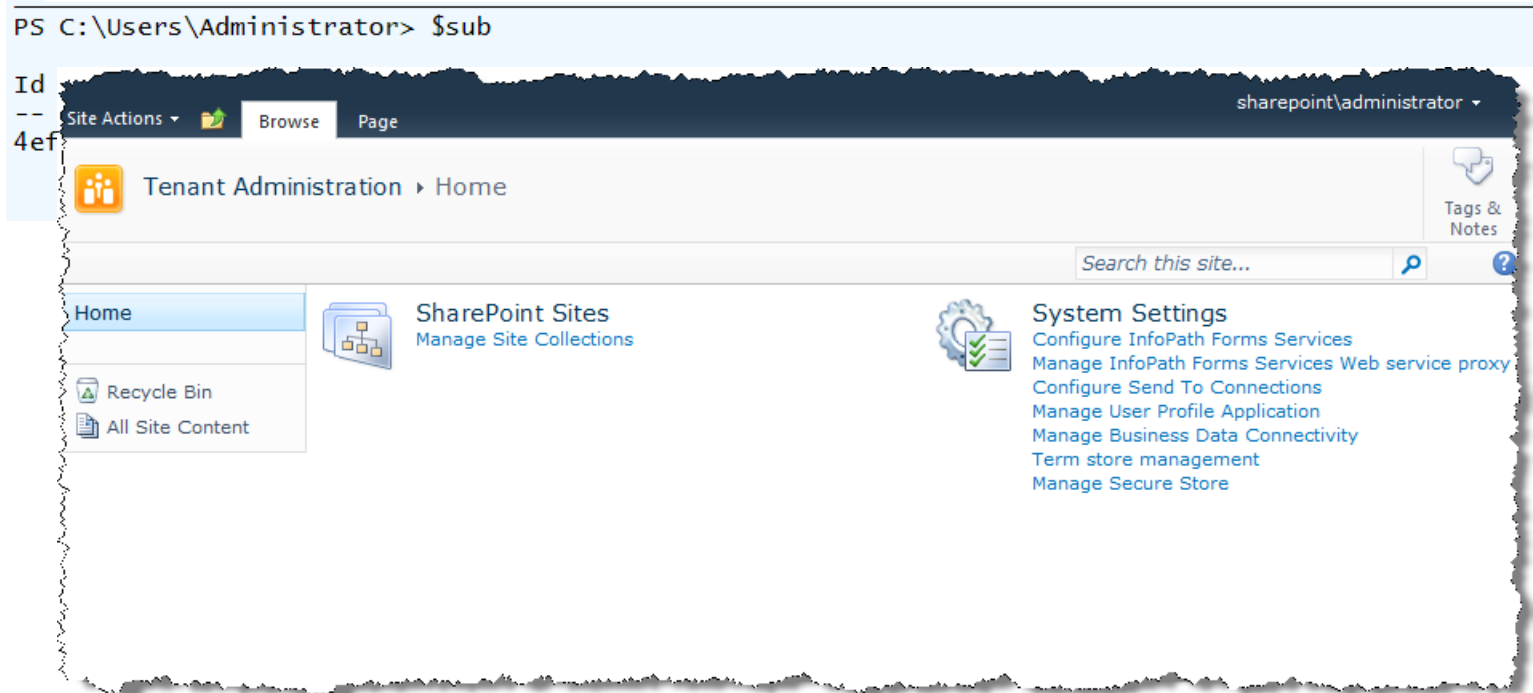 PS C:\Users\Administrator> $sub
Id
--
4ef
sharepoint\administrator
Site Actions
Browse
Page
Tenant Administration Home
Tags &
Notes
Search this site...
Home
Recycle Bin
All Site Content
SharePoint Sites
Manage Site Collections
System Settings
Configure InfoPath Forms Services
Manage InfoPath Forms Services Web service proxy
Configure Send To Connections
Manage User Profile Application
Manage Business Data Connectivity
Term store management
Manage Secure Store